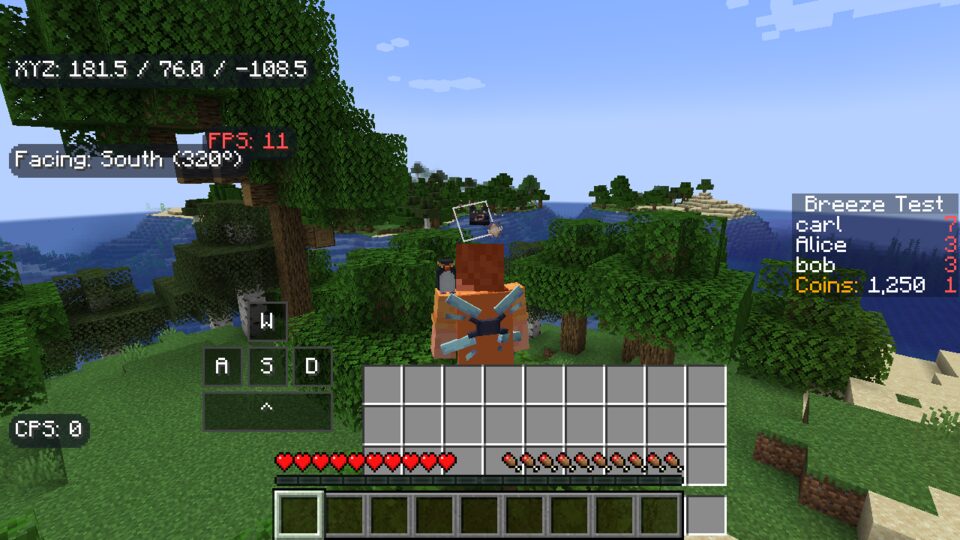 XYZ: 181.5 / 76.0 / -108.5
FPS: 11
Facing: South (320°)
Breeze Test
carl 7
Alice 3
bob 3
Coins: 1,250 1
W
A S D
^
CPS: 0